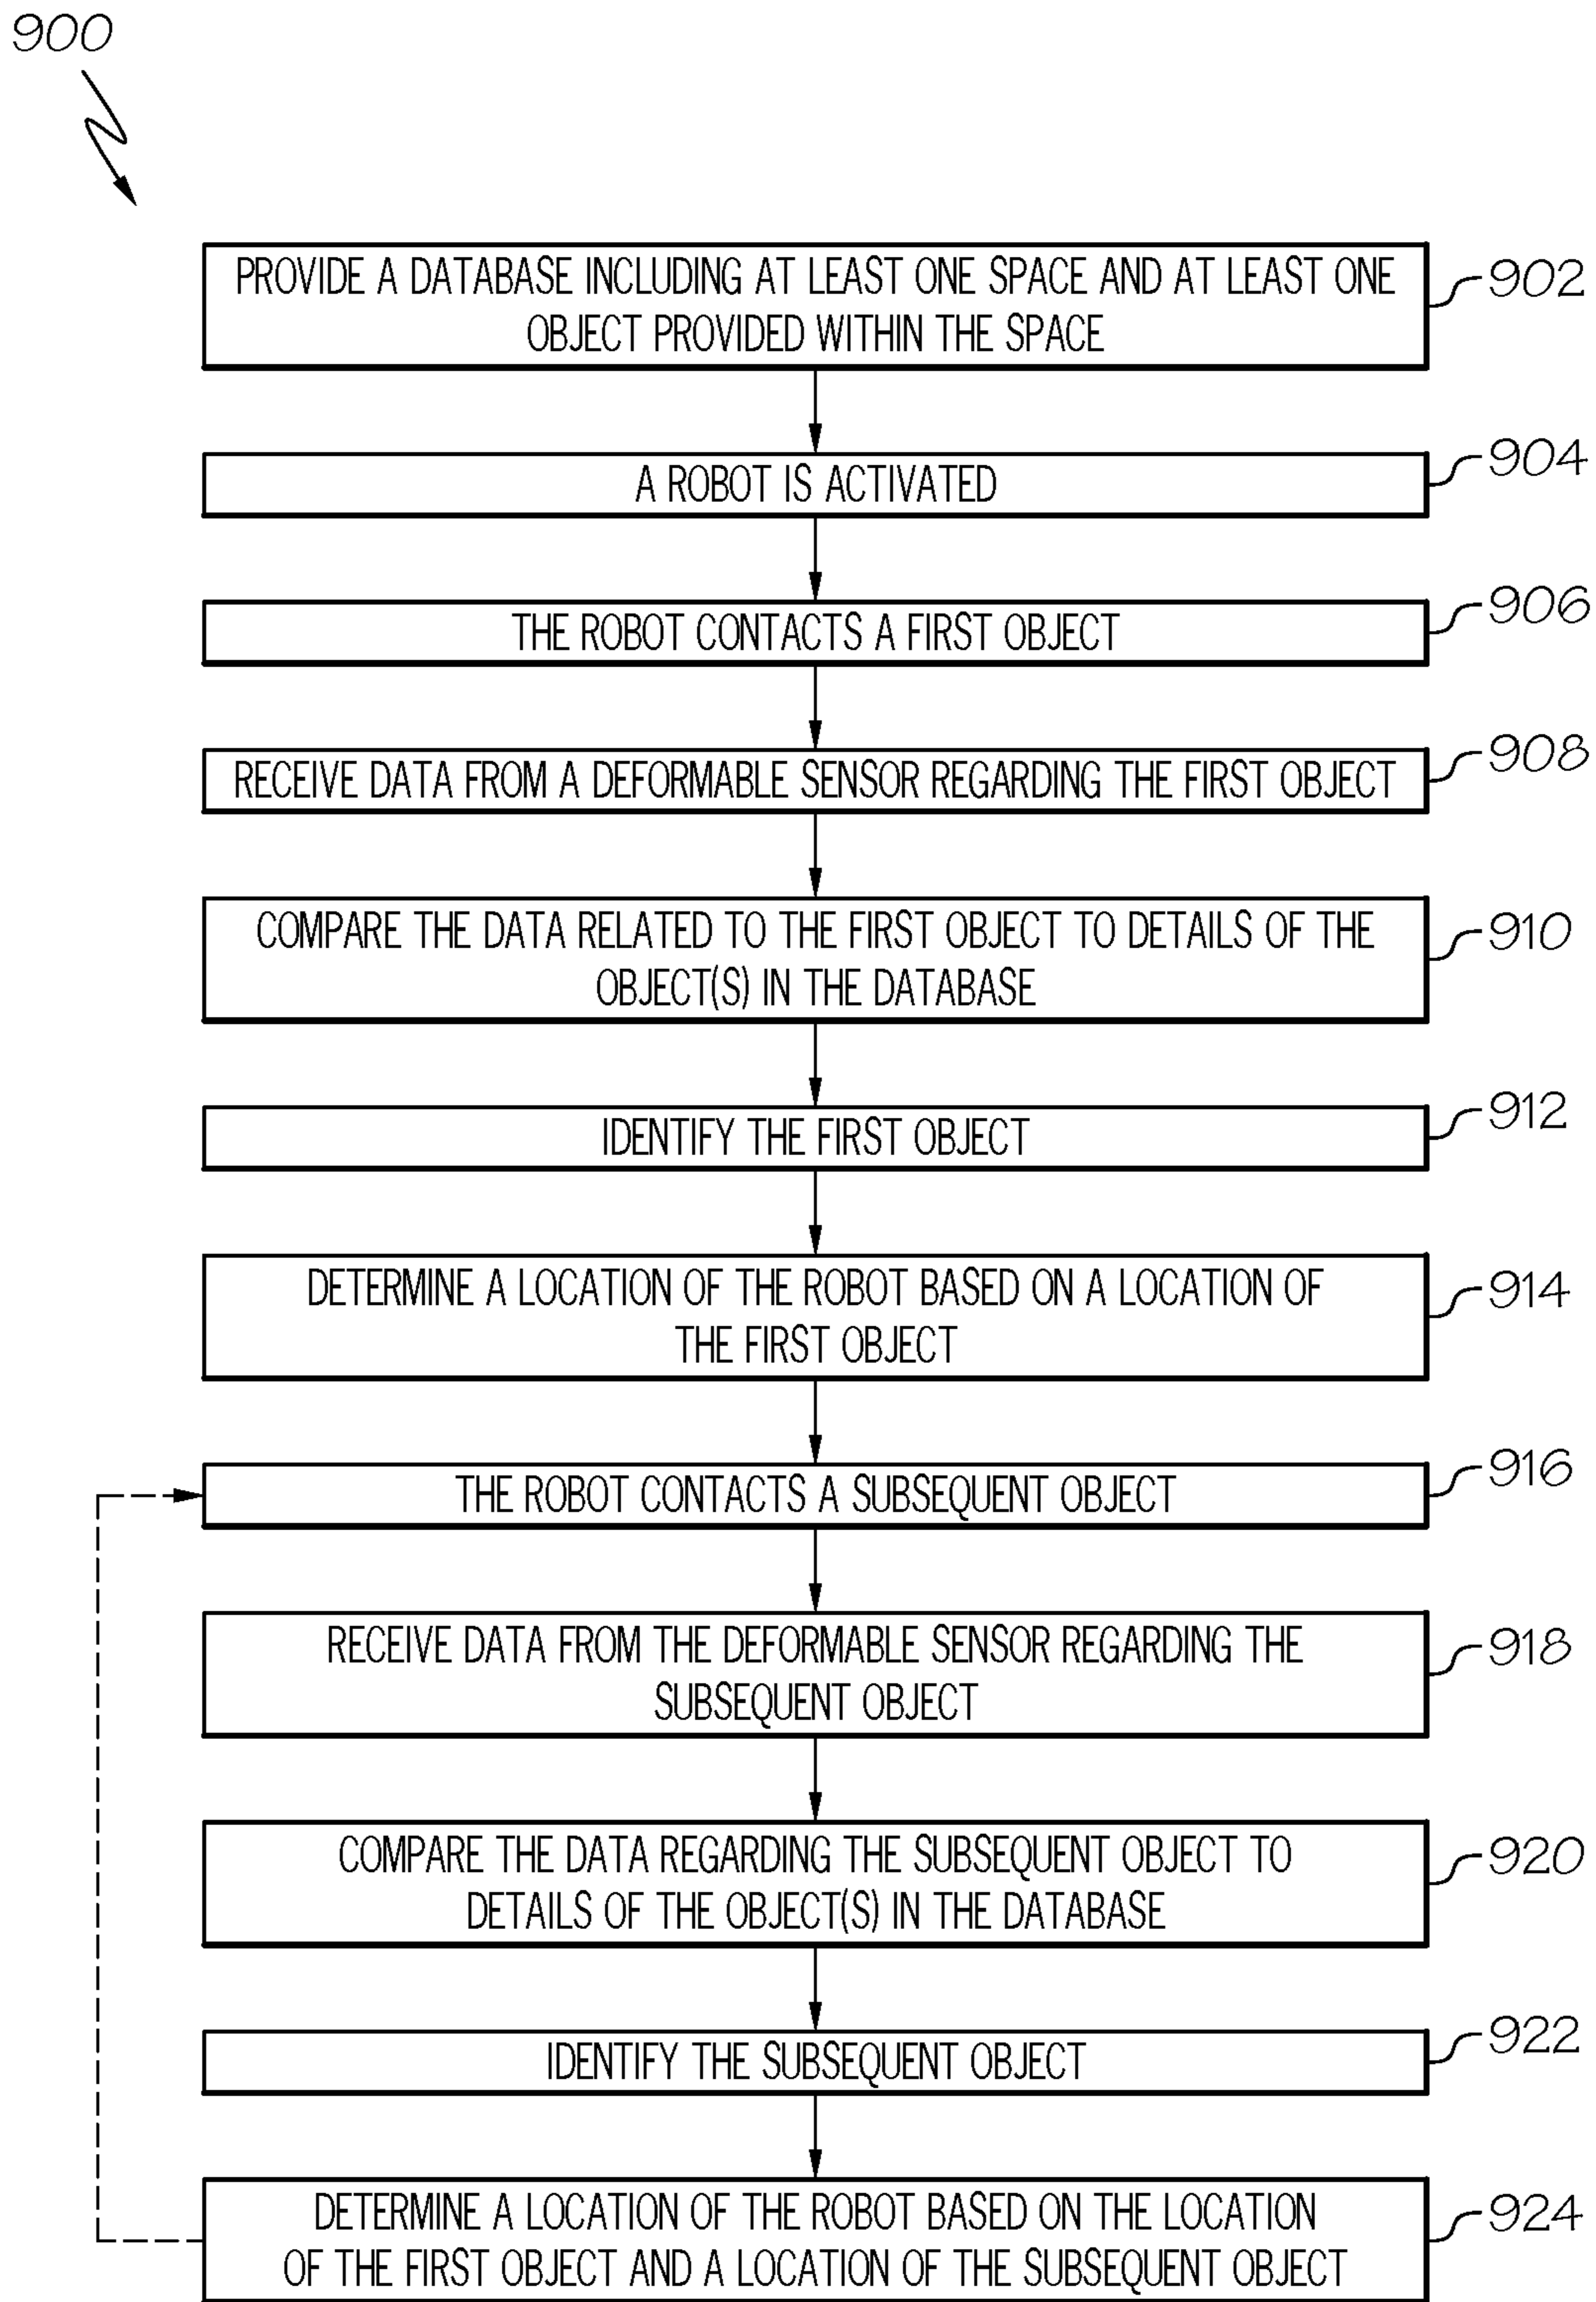 900
PROVIDE A DATABASE INCLUDING AT LEAST ONE SPACE AND AT LEAST ONE
OBJECT PROVIDED WITHIN THE SPACE
902
A ROBOT IS ACTIVATED
904
THE ROBOT CONTACTS A FIRST OBJECT
906
RECEIVE DATA FROM A DEFORMABLE SENSOR REGARDING THE FIRST OBJECT
908
COMPARE THE DATA RELATED TO THE FIRST OBJECT TO DETAILS OF THE
OBJECT(S) IN THE DATABASE
910
IDENTIFY THE FIRST OBJECT
912
DETERMINE A LOCATION OF THE ROBOT BASED ON A LOCATION OF
THE FIRST OBJECT
914
THE ROBOT CONTACTS A SUBSEQUENT OBJECT
916
RECEIVE DATA FROM THE DEFORMABLE SENSOR REGARDING THE
SUBSEQUENT OBJECT
918
COMPARE THE DATA REGARDING THE SUBSEQUENT OBJECT TO
DETAILS OF THE OBJECT(S) IN THE DATABASE
920
IDENTIFY THE SUBSEQUENT OBJECT
922
DETERMINE A LOCATION OF THE ROBOT BASED ON THE LOCATION
OF THE FIRST OBJECT AND A LOCATION OF THE SUBSEQUENT OBJECT
924